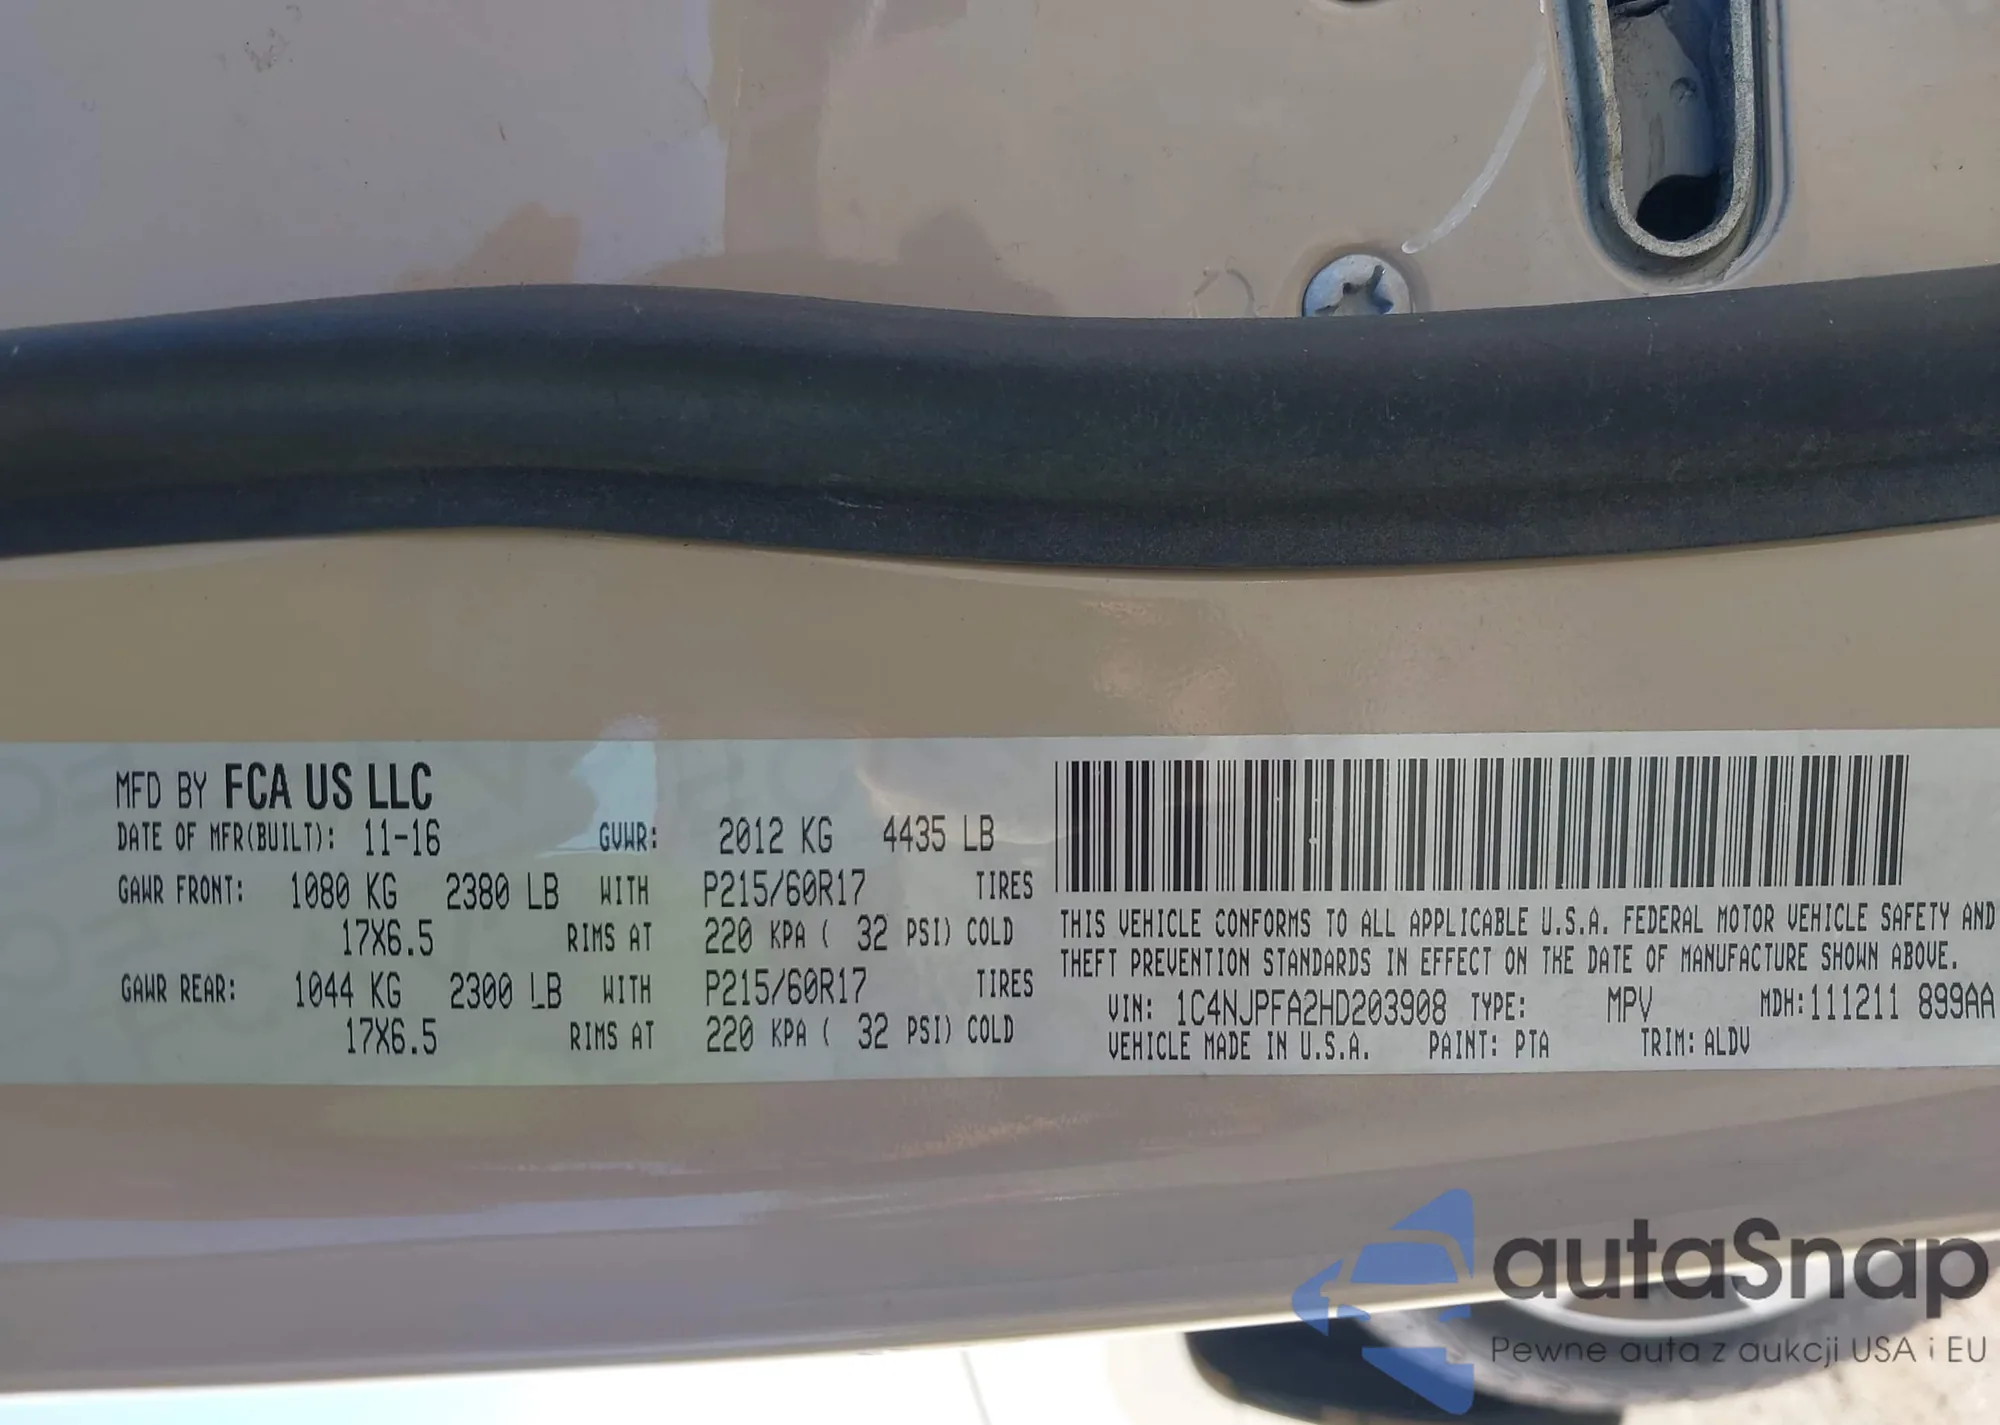 MFD BY FCA US LLC
DATE OF MFR(BUILT): 11-16 GVWR: 2012 KG 4435 LB
GAWR FRONT: 1080 KG 2380 LB WITH P215/60R17 TIRES
17X6.5 RIMS AT 220 KPA ( 32 PSI) COLD
GAWR REAR: 1044 KG 2300 LB WITH P215/60R17 TIRES
17X6.5 RIMS AT 220 KPA ( 32 PSI) COLD
THIS VEHICLE CONFORMS TO ALL APPLICABLE U.S.A. FEDERAL MOTOR VEHICLE SAFETY AND
THEFT PREVENTION STANDARDS IN EFFECT ON THE DATE OF MANUFACTURE SHOWN ABOVE.
VIN: 1C4NJPFA2HD203908 TYPE: MPV MDH:111211 899AA
VEHICLE MADE IN U.S.A. PAINT: PTA TRIM: ALDV
autaSnap
Pewne auta z aukcji USA i EU